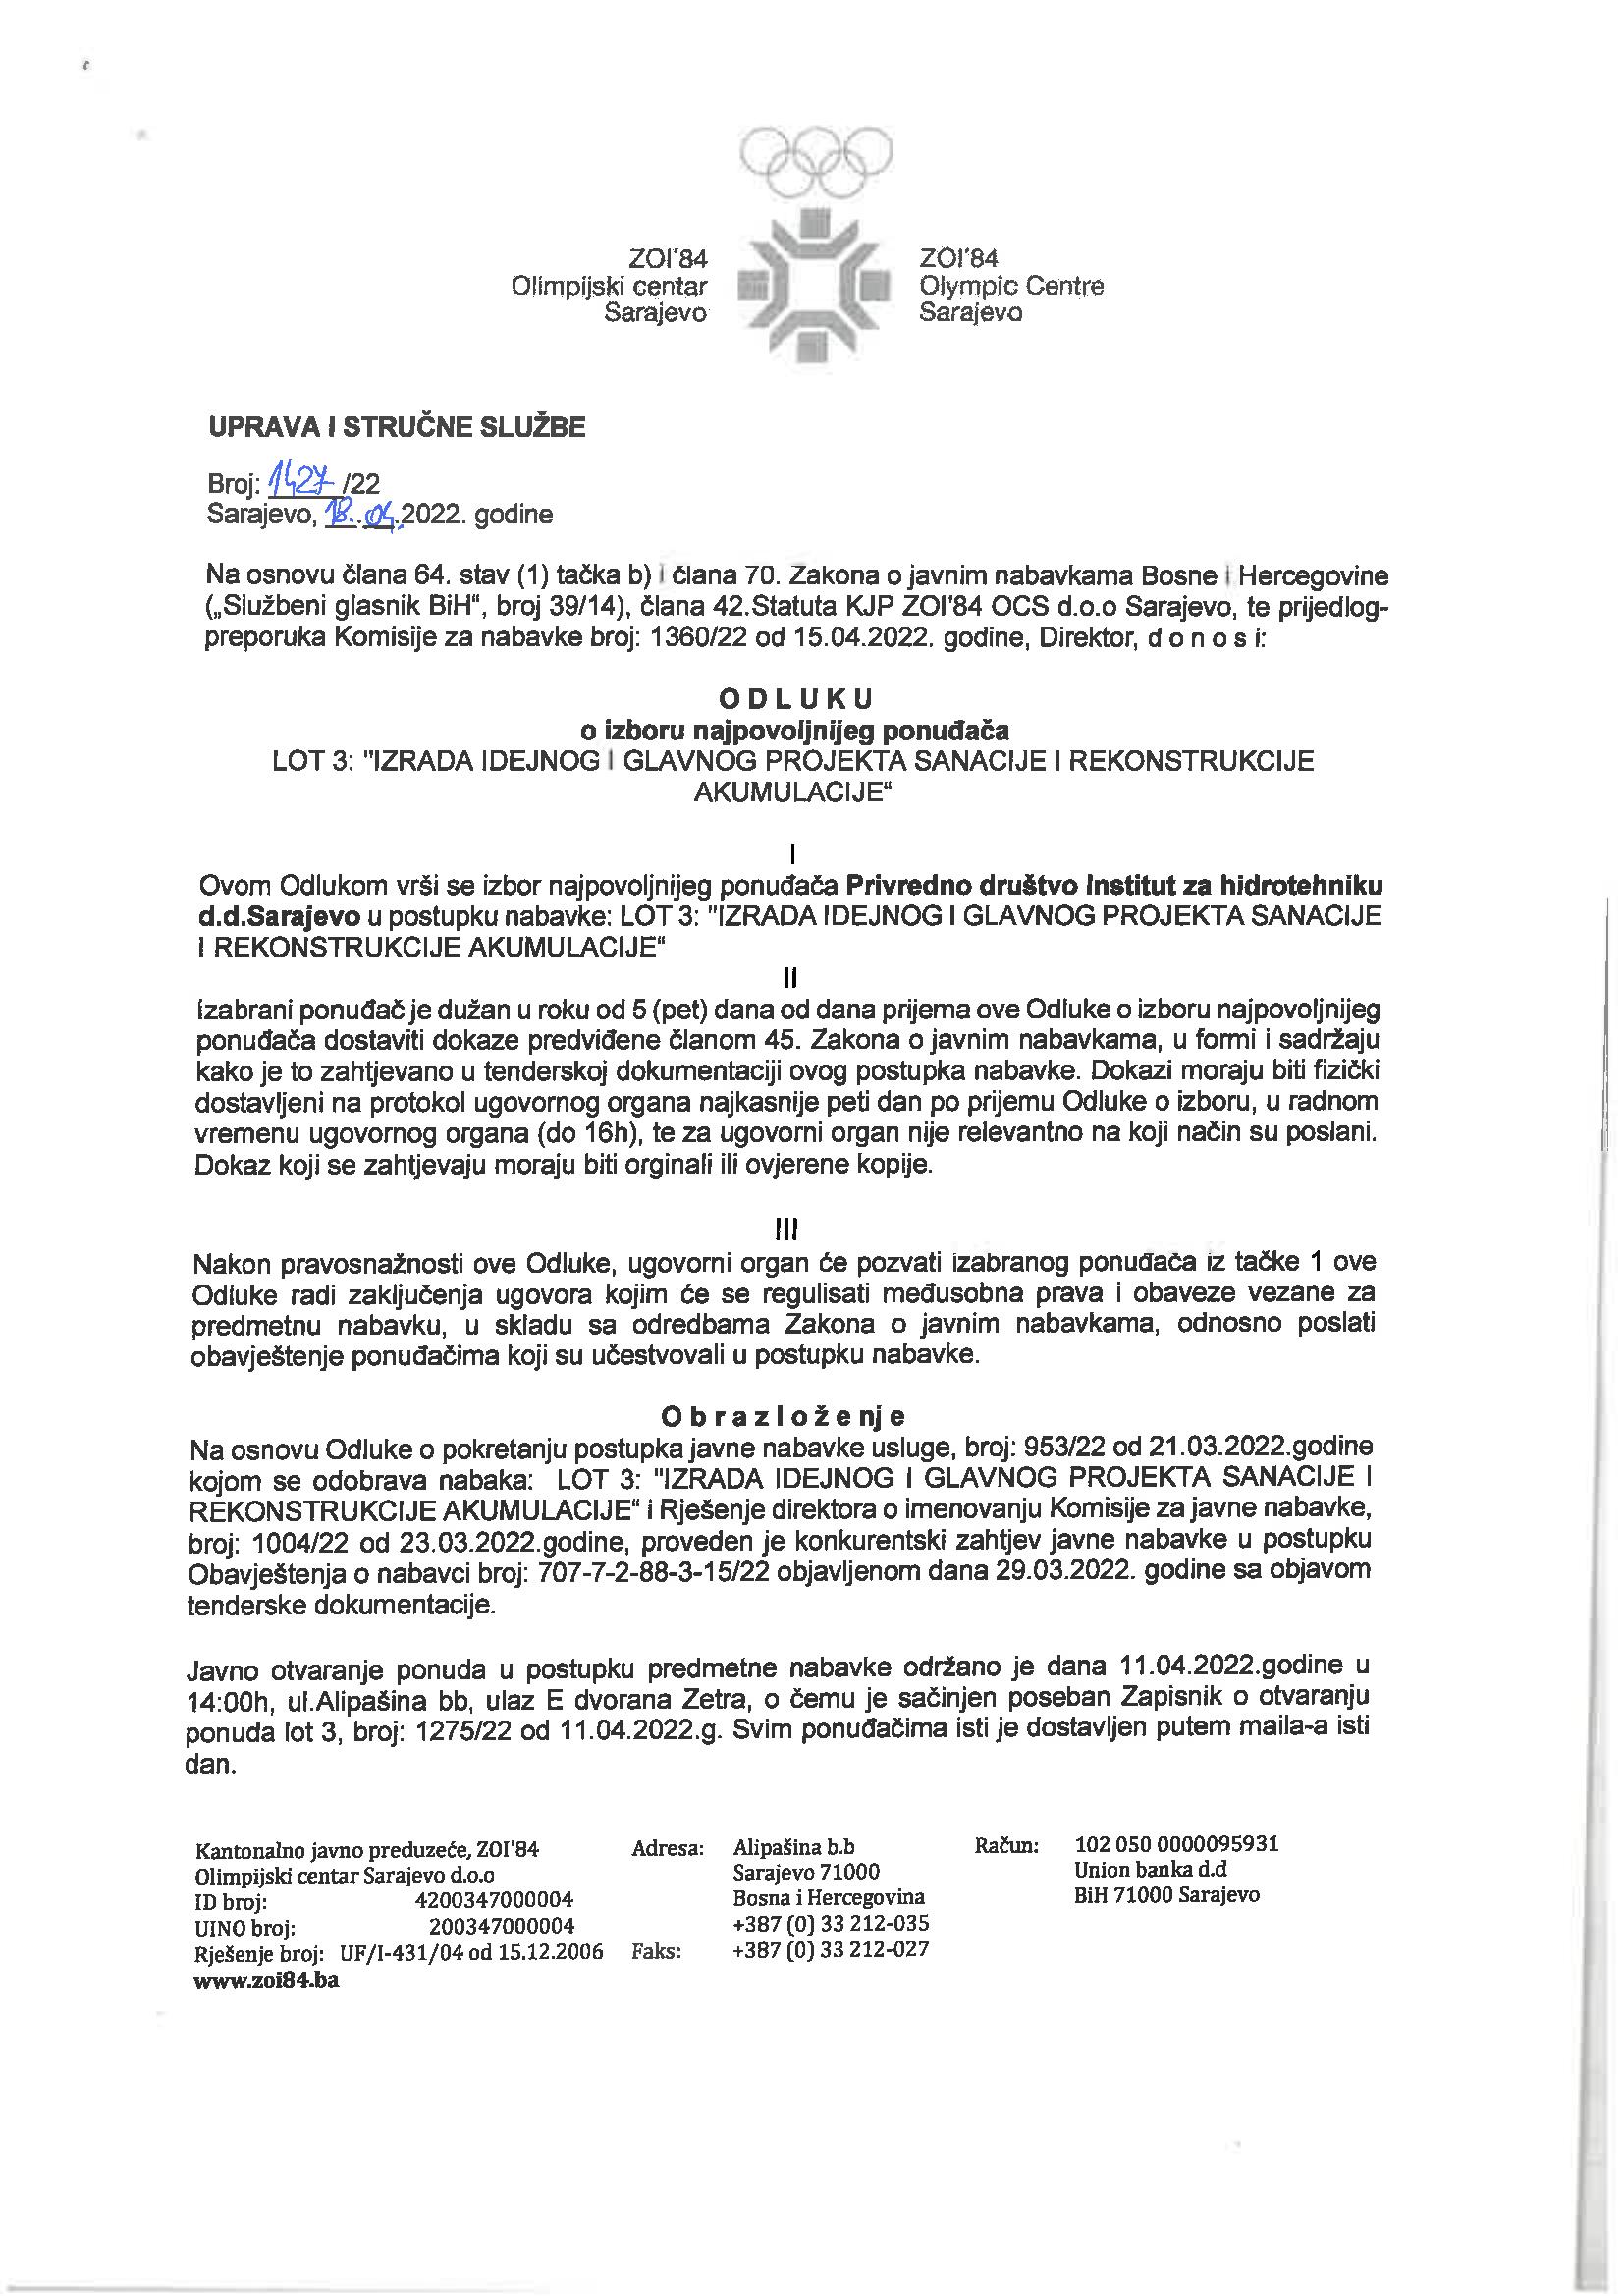 ZOI'84
Olimpijski centar
Sarajevo
ZOI'84
Olympic Centre
Sarajevo
UPRAVA I STRUČNE SLUŽBE
Broj: 1427 /22
Sarajevo, 18..04..2022. godine
Na osnovu člana 64. stav (1) tačka b) i člana 70. Zakona o javnim nabavkama Bosne i Hercegovine
(„Službeni glasnik BiH“, broj 39/14), člana 42.Statuta KJP ZOI'84 OCS d.o.o Sarajevo, te prijedlog-
preporuka Komisije za nabavke broj: 1360/22 od 15.04.2022. godine, Direktor, d o n o s i:
O D L U K U
o izboru najpovoljnijeg ponuđača
LOT 3: "IZRADA IDEJNOG I GLAVNOG PROJEKTA SANACIJE I REKONSTRUKCIJE
AKUMULACIJE“
I
Ovom Odlukom vrši se izbor najpovoljnijeg ponuđača Privredno društvo Institut za hidrotehniku
d.d.Sarajevo u postupku nabavke: LOT 3: "IZRADA IDEJNOG I GLAVNOG PROJEKTA SANACIJE
I REKONSTRUKCIJE AKUMULACIJE“
II
Izabrani ponuđač je dužan u roku od 5 (pet) dana od dana prijema ove Odluke o izboru najpovoljnijeg
ponuđača dostaviti dokaze predviđene članom 45. Zakona o javnim nabavkama, u formi i sadržaju
kako je to zahtjevano u tenderskoj dokumentaciji ovog postupka nabavke. Dokazi moraju biti fizički
dostavljeni na protokol ugovornog organa najkasnije peti dan po prijemu Odluke o izboru, u radnom
vremenu ugovornog organa (do 16h), te za ugovorni organ nije relevantno na koji način su poslani.
Dokaz koji se zahtjevaju moraju biti orginali ili ovjerene kopije.
III
Nakon pravosnažnosti ove Odluke, ugovorni organ će pozvati izabranog ponuđača iz tačke 1 ove
Odluke radi zaključenja ugovora kojim će se regulisati međusobna prava i obaveze vezane za
predmetnu nabavku, u skladu sa odredbama Zakona o javnim nabavkama, odnosno poslati
obavještenje ponuđačima koji su učestvovali u postupku nabavke.
O b r a z l o ž e nj e
Na osnovu Odluke o pokretanju postupka javne nabavke usluge, broj: 953/22 od 21.03.2022.godine
kojom se odobrava nabaka: LOT 3: "IZRADA IDEJNOG I GLAVNOG PROJEKTA SANACIJE I
REKONSTRUKCIJE AKUMULACIJE“ i Rješenje direktora o imenovanju Komisije za javne nabavke,
broj: 1004/22 od 23.03.2022.godine, proveden je konkurentski zahtjev javne nabavke u postupku
Obavještenja o nabavci broj: 707-7-2-88-3-15/22 objavljenom dana 29.03.2022. godine sa objavom
tenderske dokumentacije.
Javno otvaranje ponuda u postupku predmetne nabavke održano je dana 11.04.2022.godine u
14:00h, ul.Alipašina bb, ulaz E dvorana Zetra, o čemu je sačinjen poseban Zapisnik o otvaranju
ponuda lot 3, broj: 1275/22 od 11.04.2022.g. Svim ponuđačima isti je dostavljen putem maila-a isti
dan.
Kantonalno javno preduzeće, ZOI'84
Olimpijski centar Sarajevo d.o.o
ID broj: 4200347000004
UINO broj: 200347000004
Rješenje broj: UF/I-431/04 od 15.12.2006
www.zoi84.ba
Adresa: Alipašina b.b
Sarajevo 71000
Bosna i Hercegovina
+387 (0) 33 212-035
Faks: +387 (0) 33 212-027
Račun: 102 050 0000095931
Union banka d.d
BiH 71000 Sarajevo